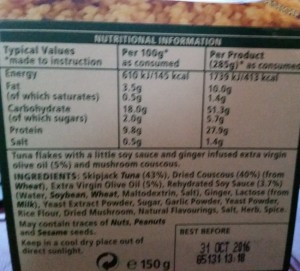 NUTRITIONAL INFORMATION
Typical Values Per 100g* Per Product
*made to instruction as consumed (285g)* as consumed
Energy 610 kJ/145 kcal 1739 kJ/413 kcal
Fat 3.5g 10.0g
(of which saturates) 0.5g 1.4g
Carbohydrate 18.0g 51.3g
(of which sugars) 2.0g 5.7g
Protein 9.8g 27.9g
Salt 0.5g 1.4g
Tuna flakes with a little soy sauce and ginger infused extra virgin
olive oil (5%) and mushroom couscous.
INGREDIENTS: Skipjack Tuna (43%), Dried Couscous (40%) (from
Wheat), Extra Virgin Olive Oil (5%), Rehydrated Soy Sauce (3.7%)
(Water, Soybean, Wheat, Maltodextrin, Salt), Ginger, Lactose (from
Milk), Yeast Extract Powder, Sugar, Garlic Powder, Yeast Powder,
Rice Flour, Dried Mushroom, Natural Flavourings, Salt, Herb, Spice.
May contain traces of Nuts, Peanuts
and Sesame seeds.
Keep in a cool dry place out of
direct sunlight.
e 150g
BEST BEFORE
31 OCT 2016